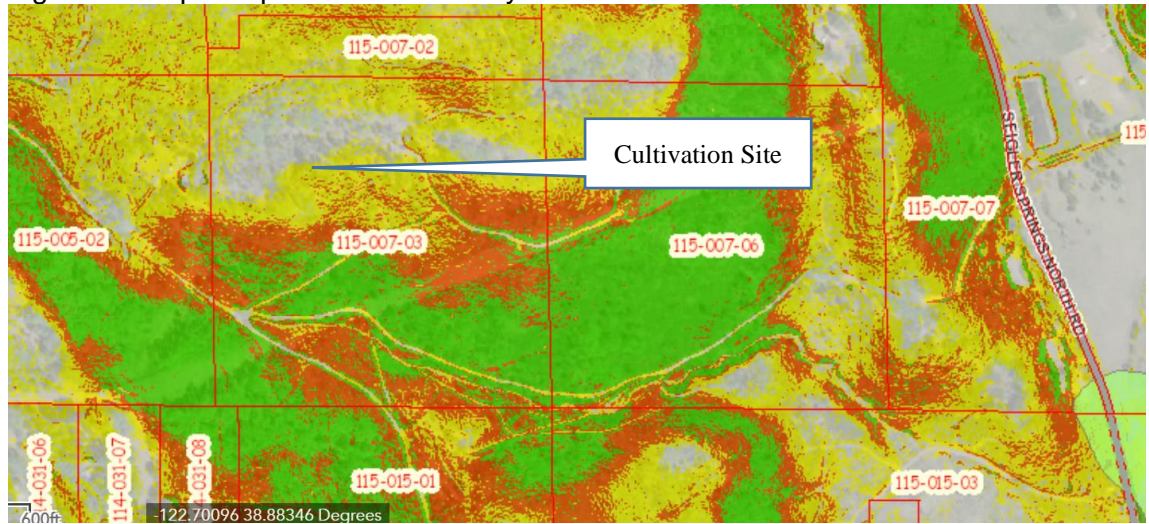 115-007-02
Cultivation Site
115
SEIGLER SPRINGS NORTH RD
115-007-07
115-005-02
115-007-03
115-007-06
114-031-07
115-015-01
115-015-03
600ft
-122.70096 38.88346 Degrees